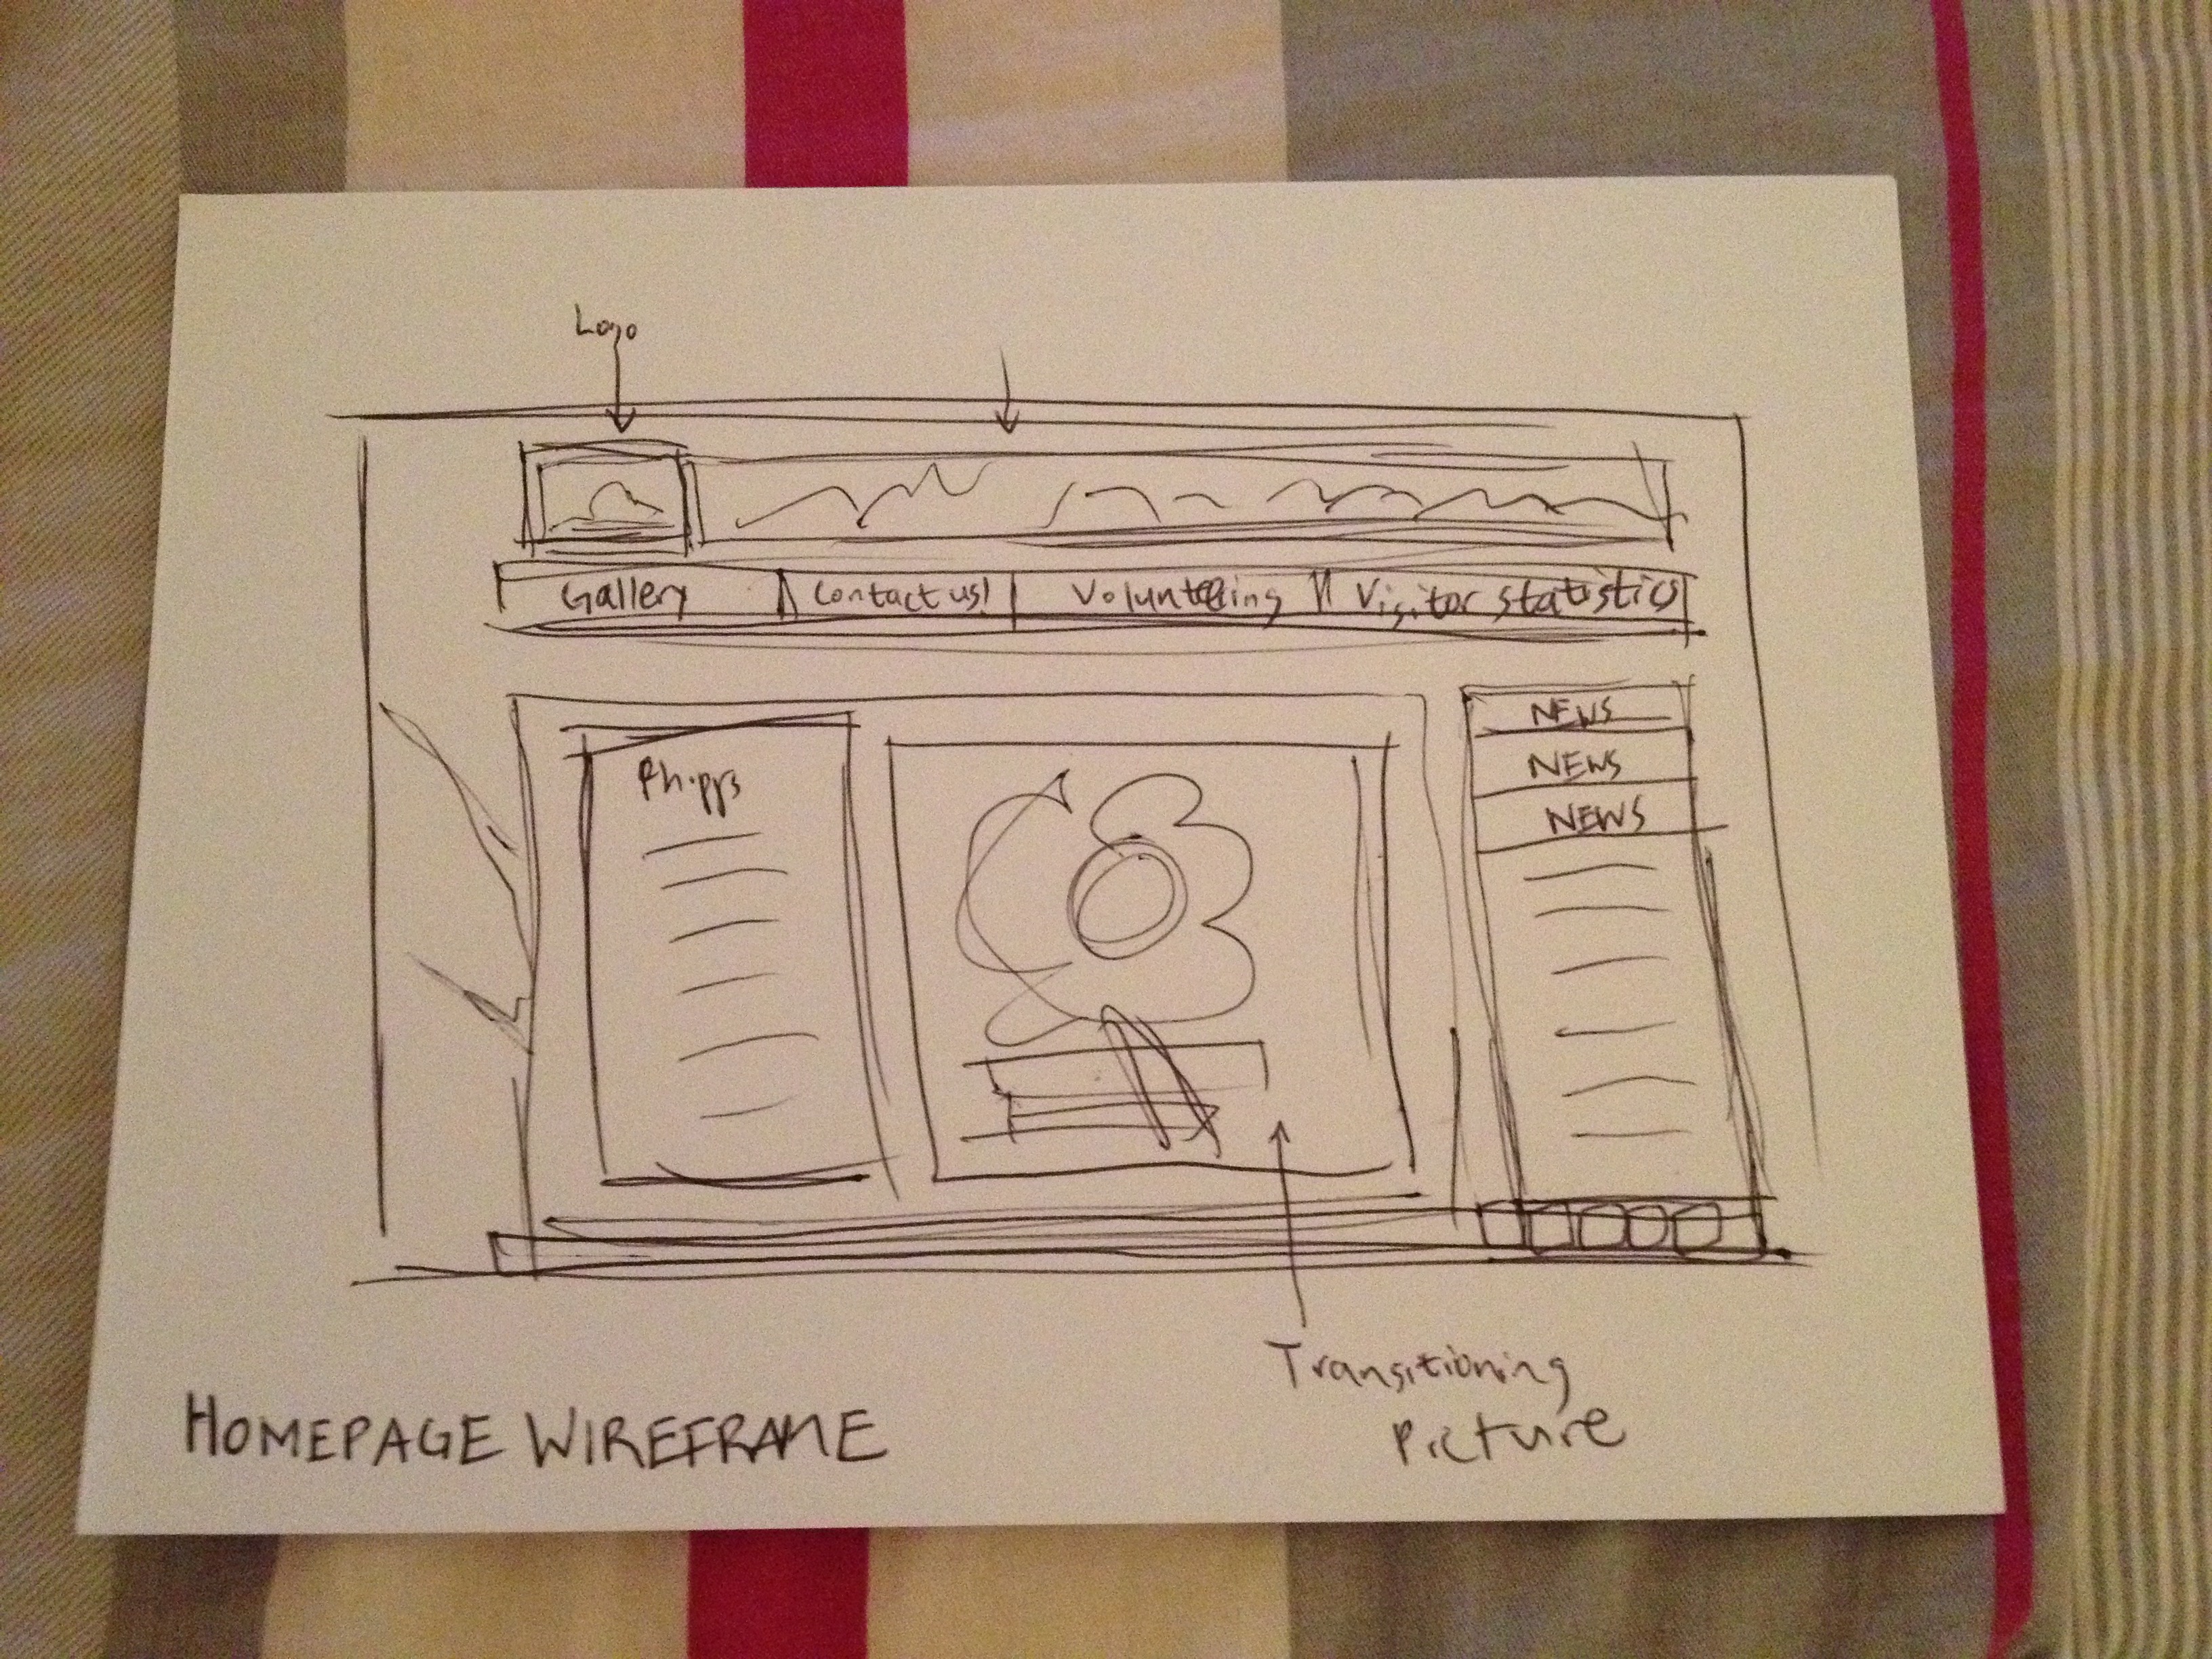 Logo
Gallery Contact us! Volunteering Visitor statistics
Phipps
NEWS
NEWS
NEWS
Transitioning
Picture
HOMEPAGE WIREFRAME